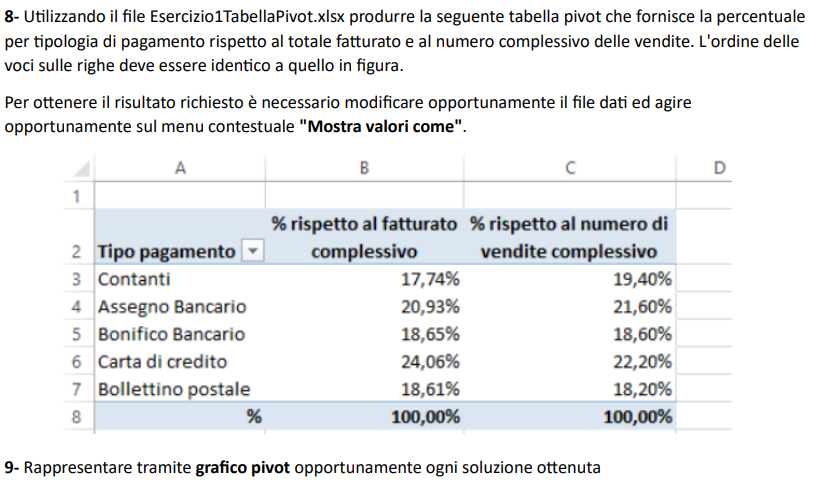 8- Utilizzando il file Esercizio1TabellaPivot.xlsx produrre la seguente tabella pivot che fornisce la percentuale
per tipologia di pagamento rispetto al totale fatturato e al numero complessivo delle vendite. L'ordine delle
voci sulle righe deve essere identico a quello in figura.
Per ottenere il risultato richiesto è necessario modificare opportunamente il file dati ed agire
opportunamente sul menu contestuale "Mostra valori come".
A B C D
1
% rispetto al fatturato % rispetto al numero di
2 Tipo pagamento complessivo vendite complessivo
3 Contanti 17,74% 19,40%
4 Assegno Bancario 20,93% 21,60%
5 Bonifico Bancario 18,65% 18,60%
6 Carta di credito 24,06% 22,20%
7 Bollettino postale 18,61% 18,20%
8 % 100,00% 100,00%
9- Rappresentare tramite grafico pivot opportunamente ogni soluzione ottenuta